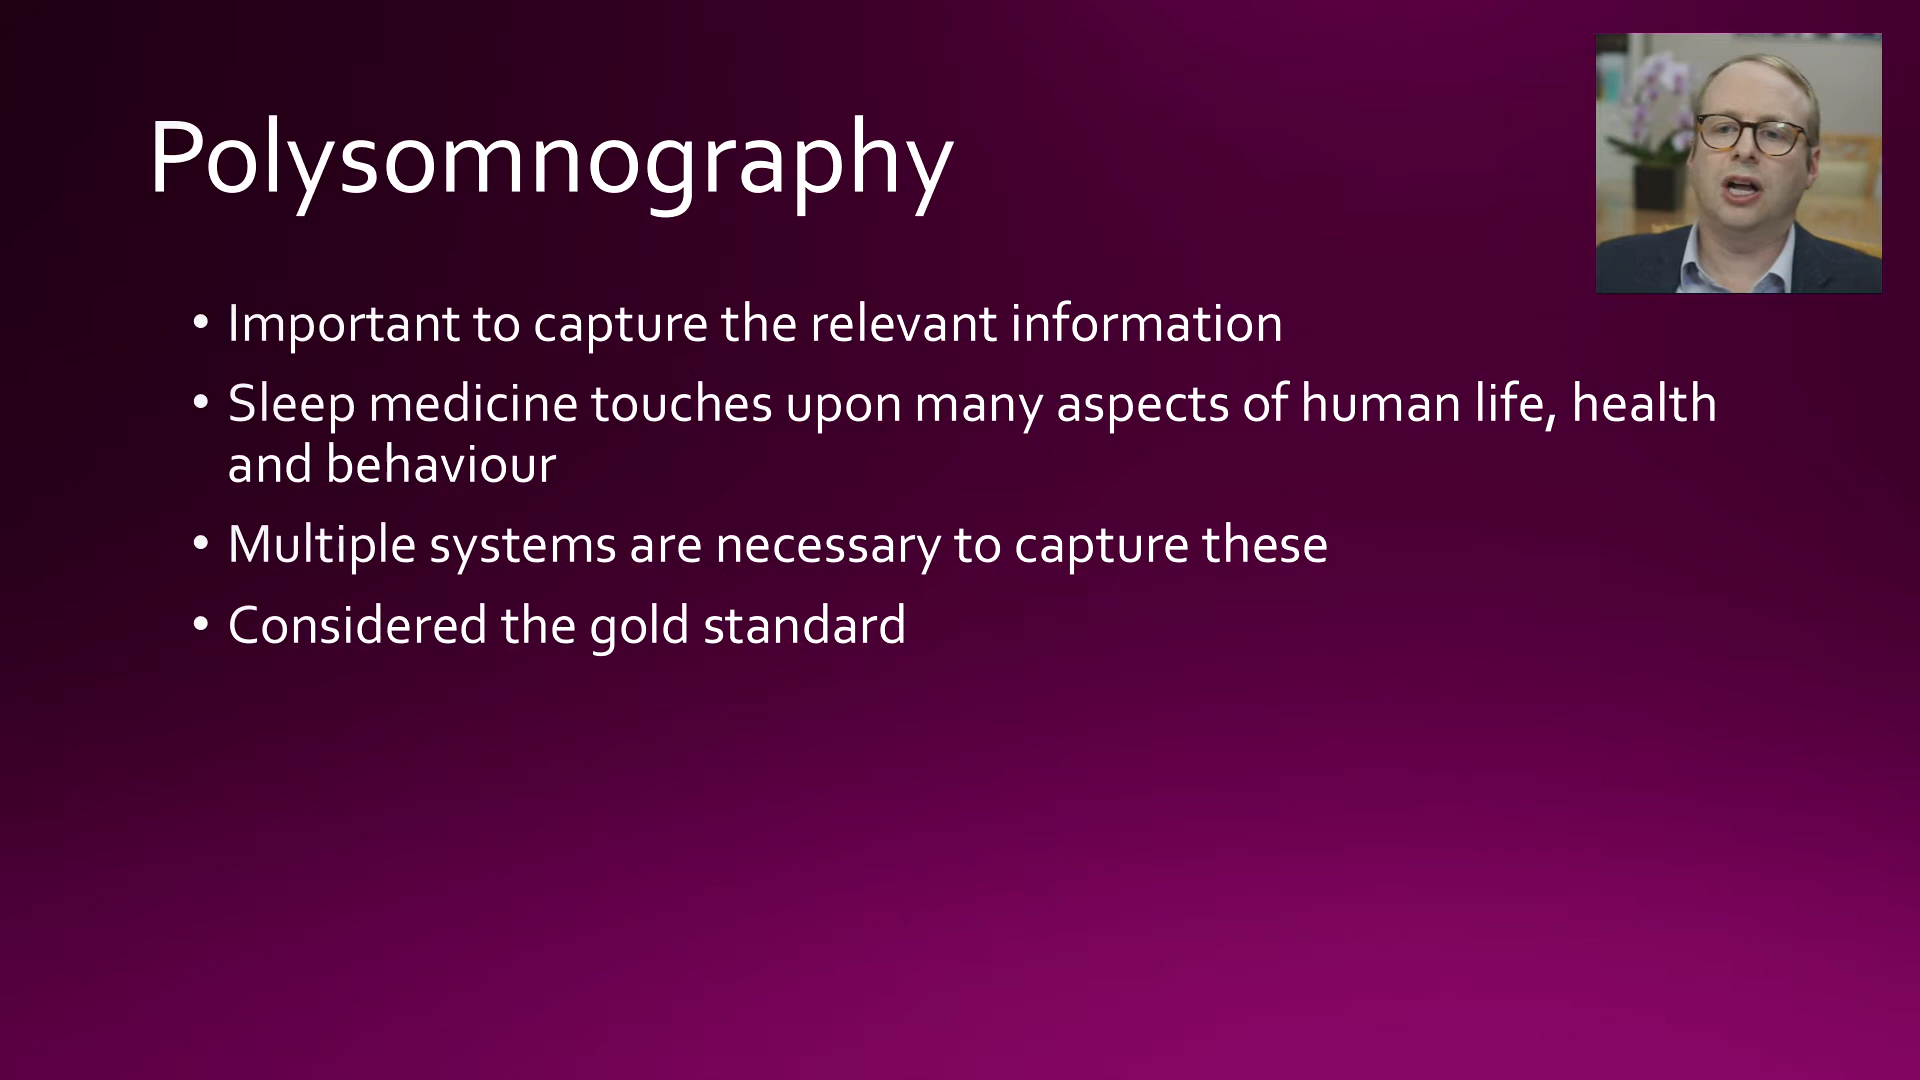 Polysomnography
• Important to capture the relevant information
• Sleep medicine touches upon many aspects of human life, health
and behaviour
• Multiple systems are necessary to capture these
• Considered the gold standard